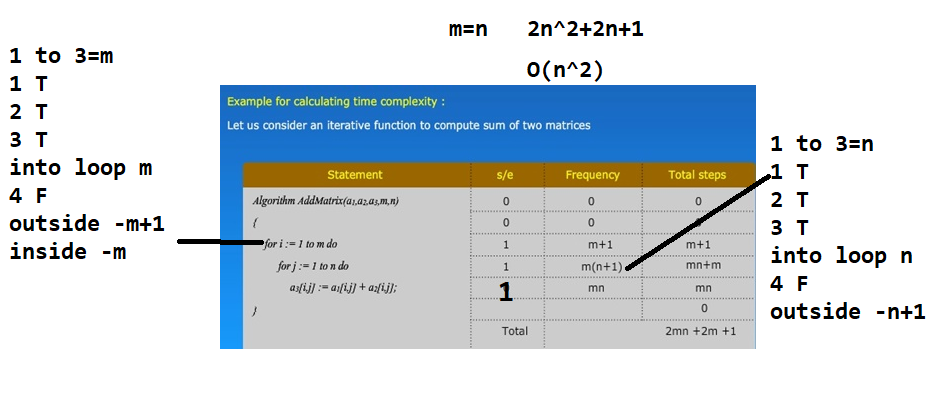 m=n 2n^2+2n+1
O(n^2)
1 to 3=m
1 T
2 T
3 T
into loop m
4 F
outside -m+1
inside -m
Example for calculating time complexity :
Let us consider an iterative function to compute sum of two matrices
Statement s/e Frequency Total steps
Algorithm AddMatrix(a₁,a₂,a₃,m,n) 0 0 0
{ 0 0
for i := 1 to m do 1 m+1 m+1
for j := 1 to n do 1 m(n+1) mn+m
a₃[i,j] := a₁[i,j] + a₂[i,j]; 1 mn mn
} 0
Total 2mn +2m +1
1 to 3=n
1 T
2 T
3 T
into loop n
4 F
outside -n+1